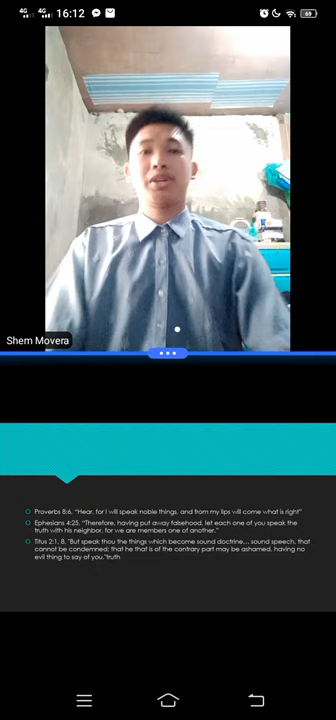 4G 4G 16:12 69
Shem Movera
Proverbs 8:6, "Hear, for I will speak noble things, and from my lips will come what is right"
Ephesians 4:25, "Therefore, having put away falsehood, let each one of you speak the
truth with his neighbor, for we are members one of another."
Titus 2:1, 8, "But speak thou the things which become sound doctrine… sound speech, that
cannot be condemned; that he that is of the contrary part may be ashamed, having no
evil thing to say of you."truth